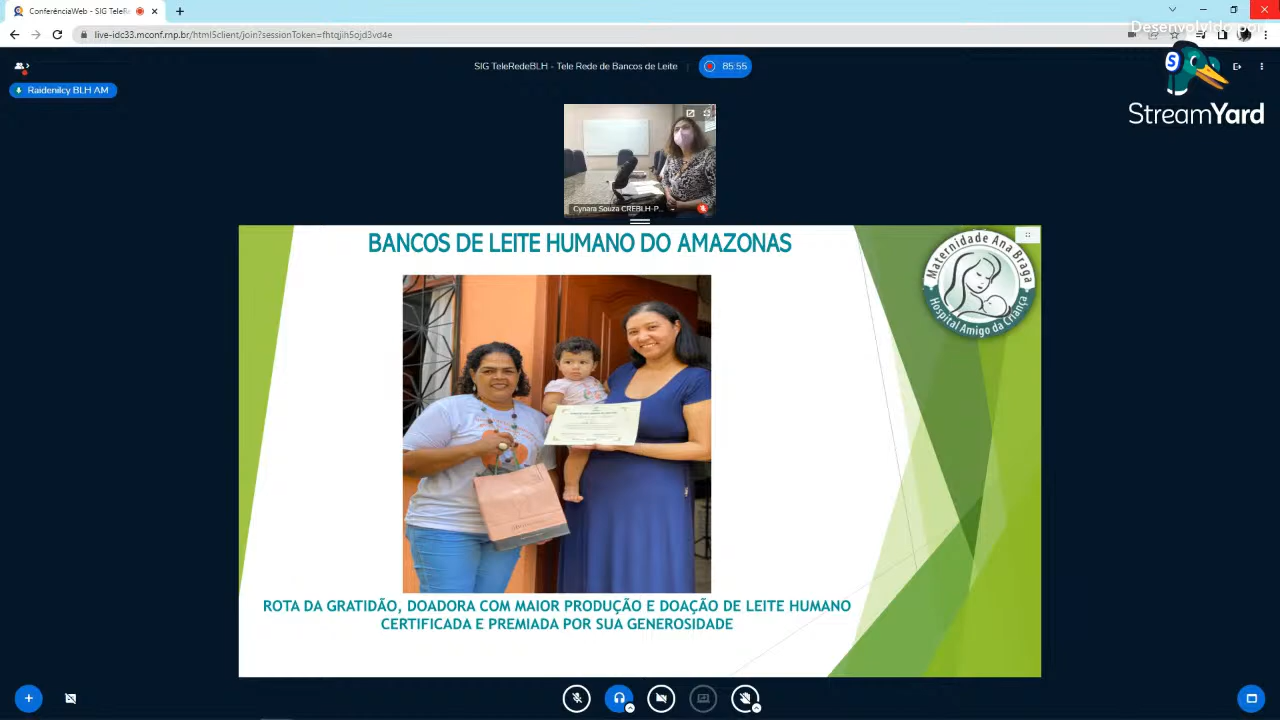 ConferênciaWeb - SIG TeleR
live-idc33.mconf.rnp.br/html5client/join?sessionToken=fhtqjih5ojd3vd4e
Desenvolvido por
StreamYard
SIG TeleRedeBLH - Tele Rede de Bancos de Leite
85:55
Raidenilcy BLH AM
Cynara Souza CREBLH-P...
BANCOS DE LEITE HUMANO DO AMAZONAS
Maternidade Ana Braga
Hospital Amigo da Criança
ROTA DA GRATIDÃO, DOADORA COM MAIOR PRODUÇÃO E DOAÇÃO DE LEITE HUMANO
CERTIFICADA E PREMIADA POR SUA GENEROSIDADE